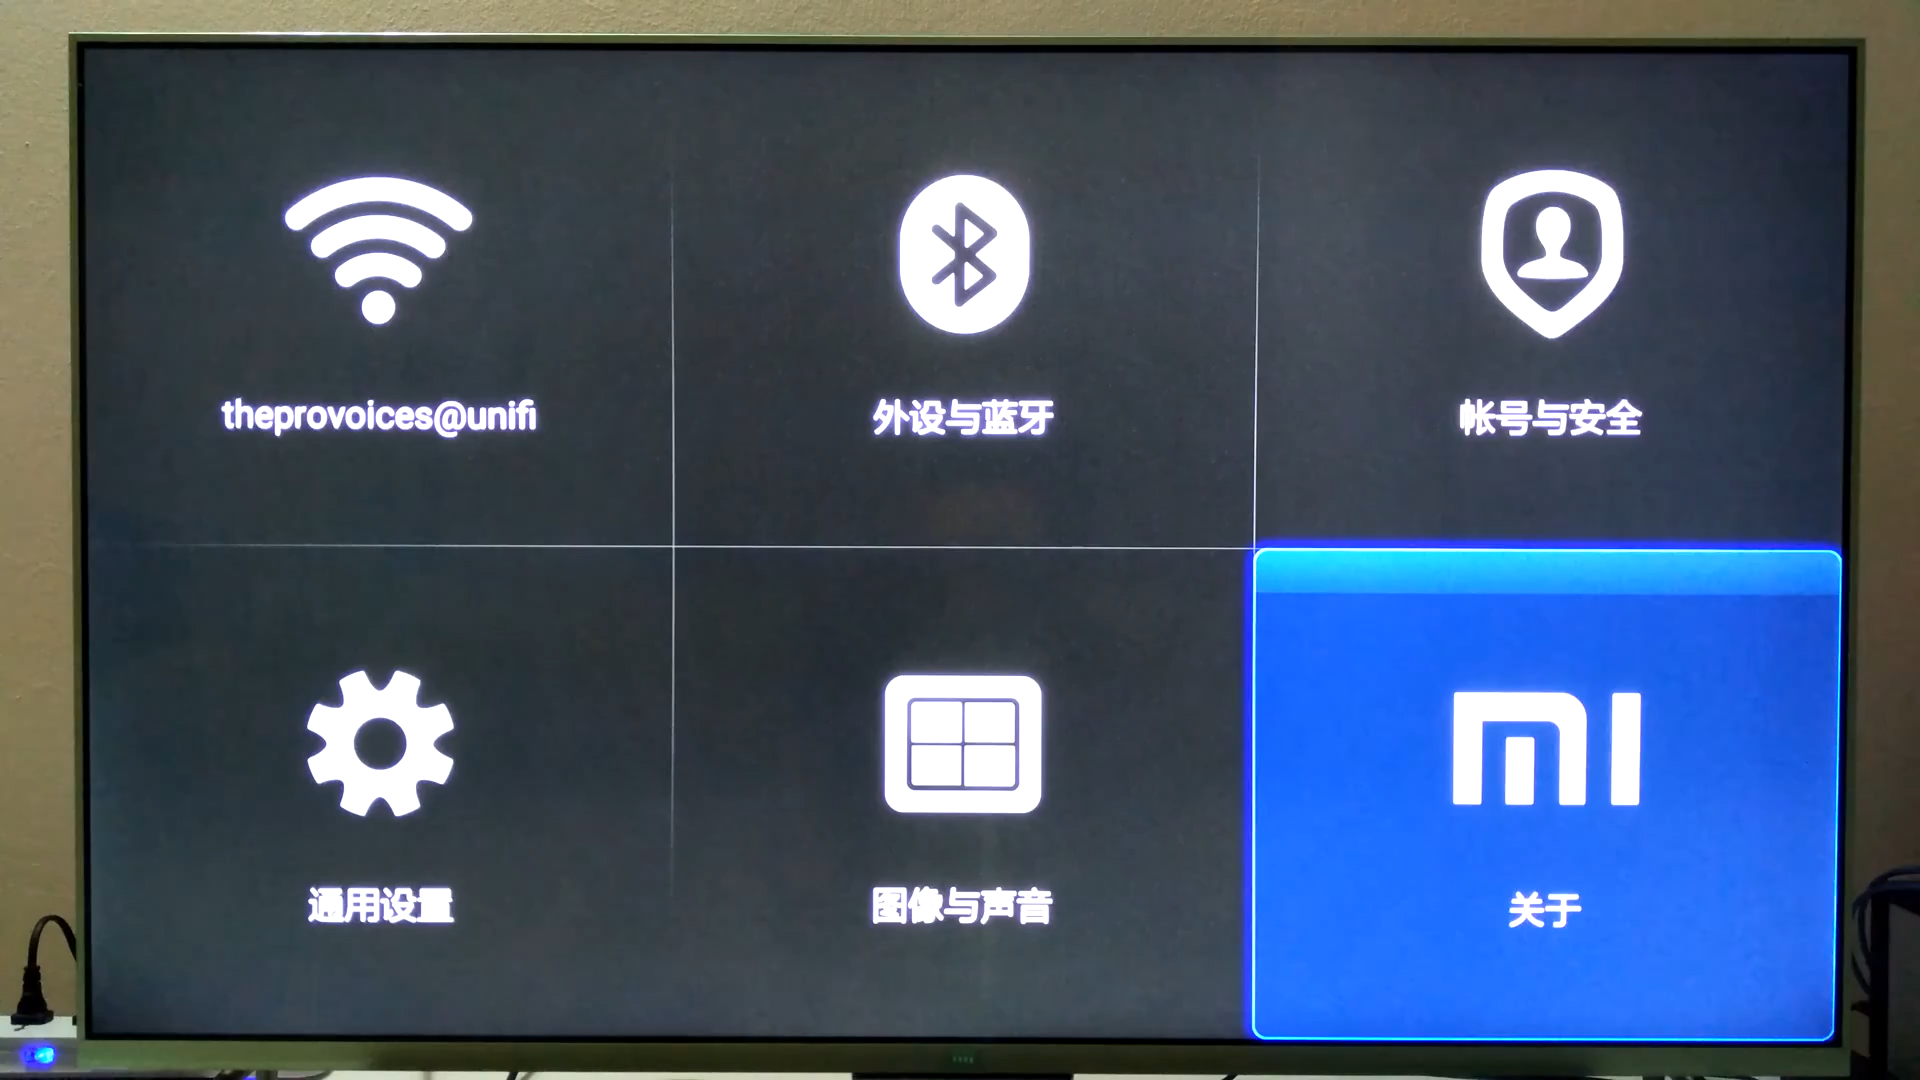 theprovoices@unifi
外设与蓝牙
帐号与安全
通用设置
图像与声音
mi
关于